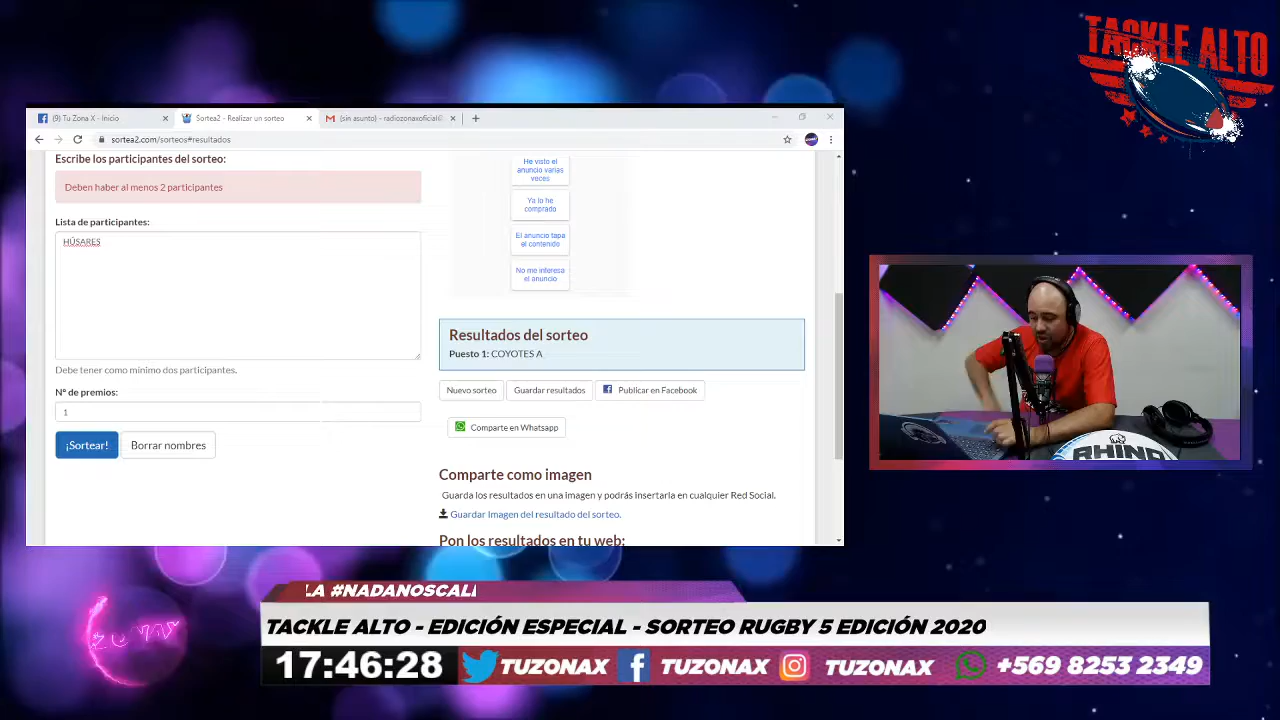 TACKLE ALTO
(9) Tu Zona X - Inicio
Sortea2 - Realizar un sorteo
(sin asunto) - radiozonaxoficial@
sortea2.com/sorteos#resultados
Escribe los participantes del sorteo:
Deben haber al menos 2 participantes
Lista de participantes:
HÚSARES
Debe tener como mínimo dos participantes.
Nº de premios:
1
¡Sortear!
Borrar nombres
He visto el
anuncio varias
veces
Ya lo he
comprado
El anuncio tapa
el contenido
No me interesa
el anuncio
Resultados del sorteo
Puesto 1: COYOTES A
Nuevo sorteo
Guardar resultados
Publicar en Facebook
Comparte en Whatsapp
Comparte como imagen
Guarda los resultados en una imagen y podrás insertarla en cualquier Red Social.
Guardar Imagen del resultado del sorteo.
Pon los resultados en tu web:
RHINO
LA #NADANOSCALL
TACKLE ALTO - EDICIÓN ESPECIAL - SORTEO RUGBY 5 EDICIÓN 2020
17:46:28
TUZONAX
TUZONAX
TUZONAX
+569 8253 2349